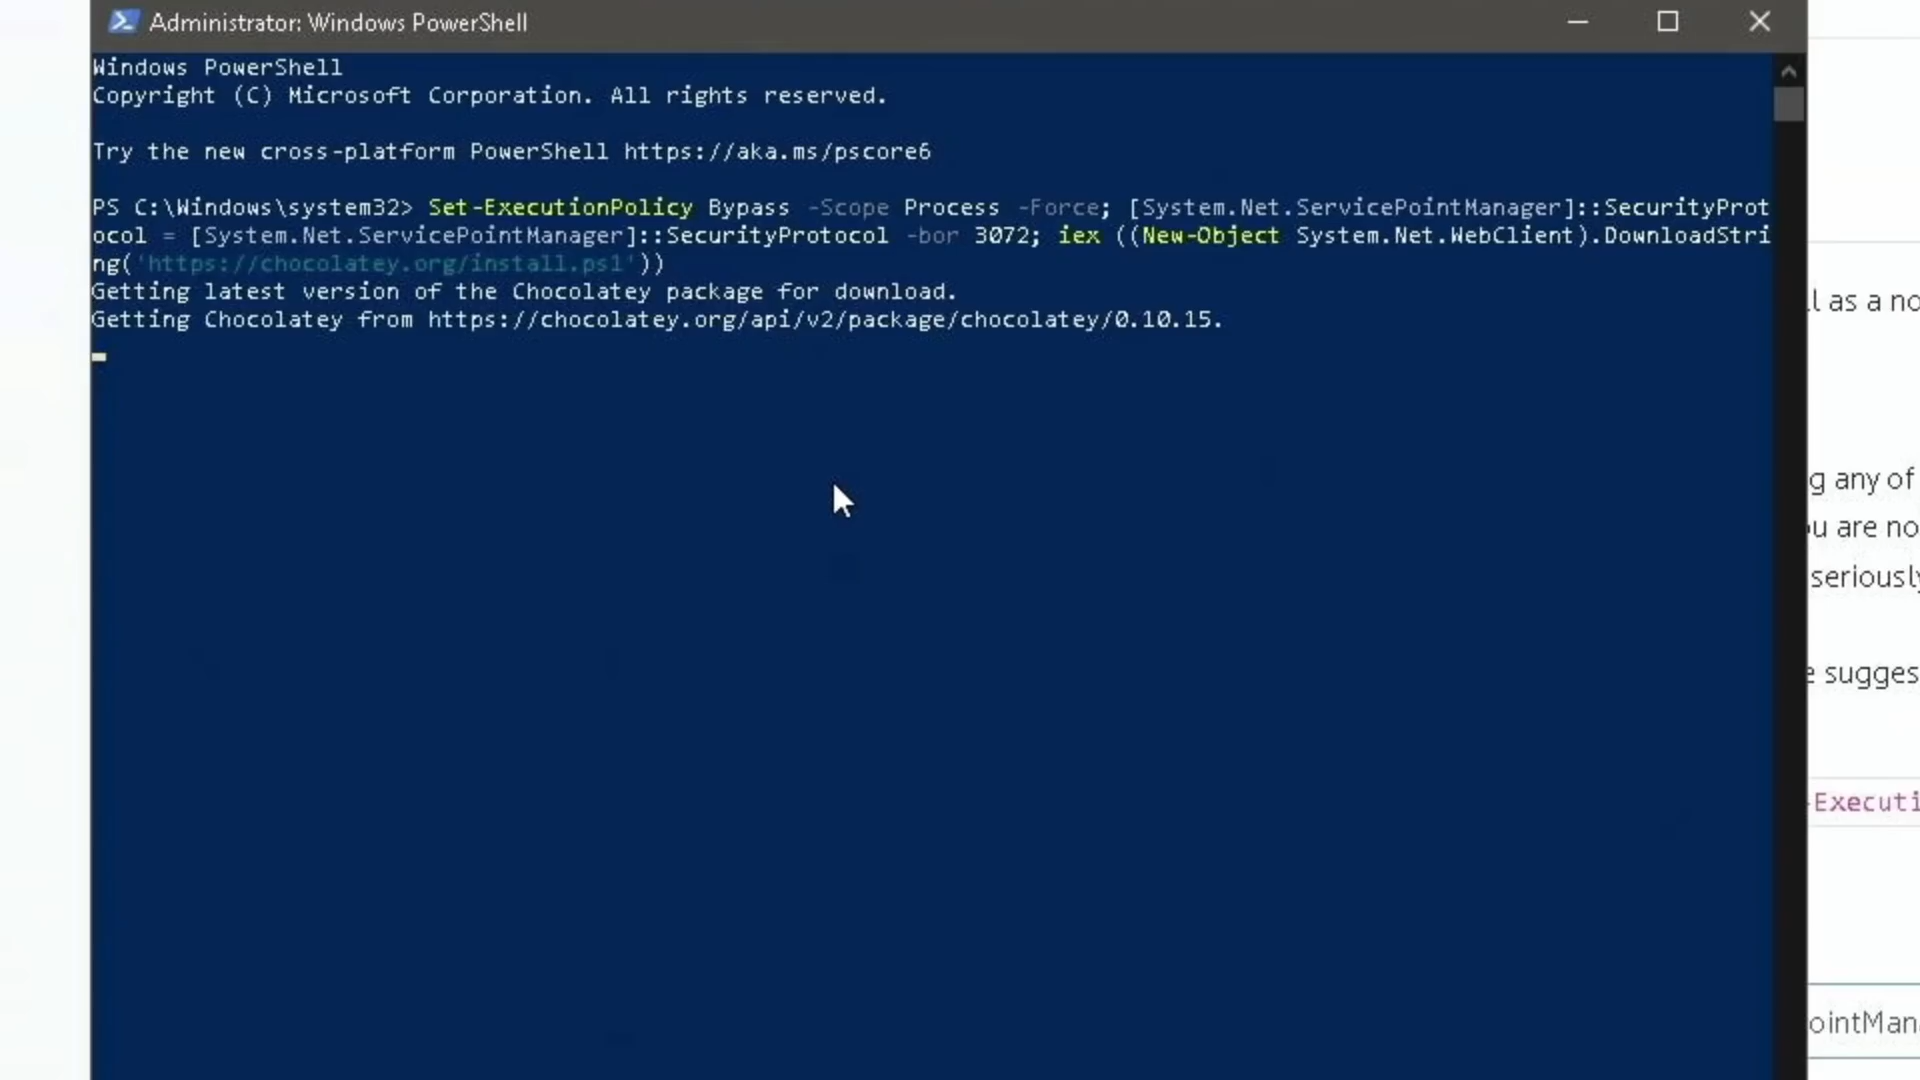 Administrator: Windows PowerShell
Windows PowerShell
Copyright (C) Microsoft Corporation. All rights reserved.
Try the new cross-platform PowerShell https://aka.ms/pscore6
PS C:\Windows\system32> Set-ExecutionPolicy Bypass -Scope Process -Force; [System.Net.ServicePointManager]::SecurityProt
ocol = [System.Net.ServicePointManager]::SecurityProtocol -bor 3072; iex ((New-Object System.Net.WebClient).DownloadStri
ng('https://chocolatey.org/install.ps1'))
Getting latest version of the Chocolatey package for download.
Getting Chocolatey from https://chocolatey.org/api/v2/package/chocolatey/0.10.15.
l as a no
g any of
u are no
seriously
e sugges
-Executi
ointMana